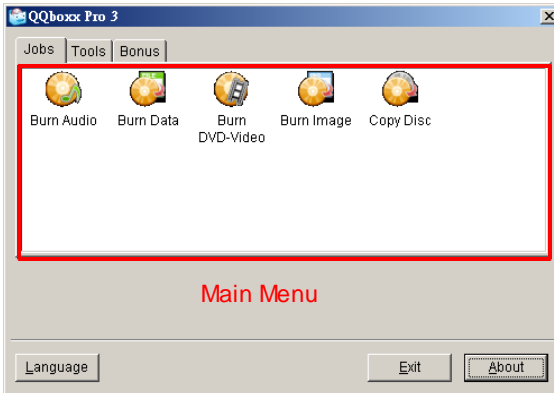 QQboxx Pro 3
Jobs Tools Bonus
Burn Audio Burn Data Burn DVD-Video Burn Image Copy Disc
Main Menu
Language Exit About